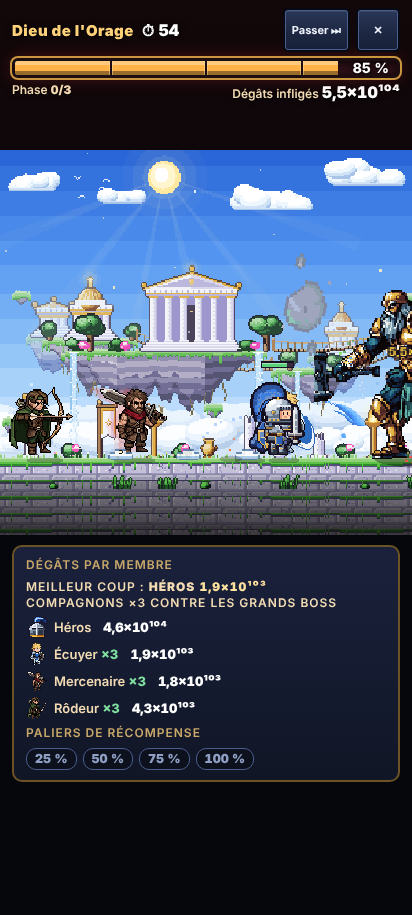 Dieu de l'Orage ⏱ 54
Passer ⏭
×
85 %
Phase 0/3
Dégâts infligés 5,5×10¹⁰⁴
DÉGÂTS PAR MEMBRE
MEILLEUR COUP : HÉROS 1,9×10¹⁰³
COMPAGNONS ×3 CONTRE LES GRANDS BOSS
Héros 4,6×10¹⁰⁴
Écuyer ×3 1,9×10¹⁰³
Mercenaire ×3 1,8×10¹⁰³
Rôdeur ×3 4,3×10¹⁰³
PALIERS DE RÉCOMPENSE
25 % 50 % 75 % 100 %